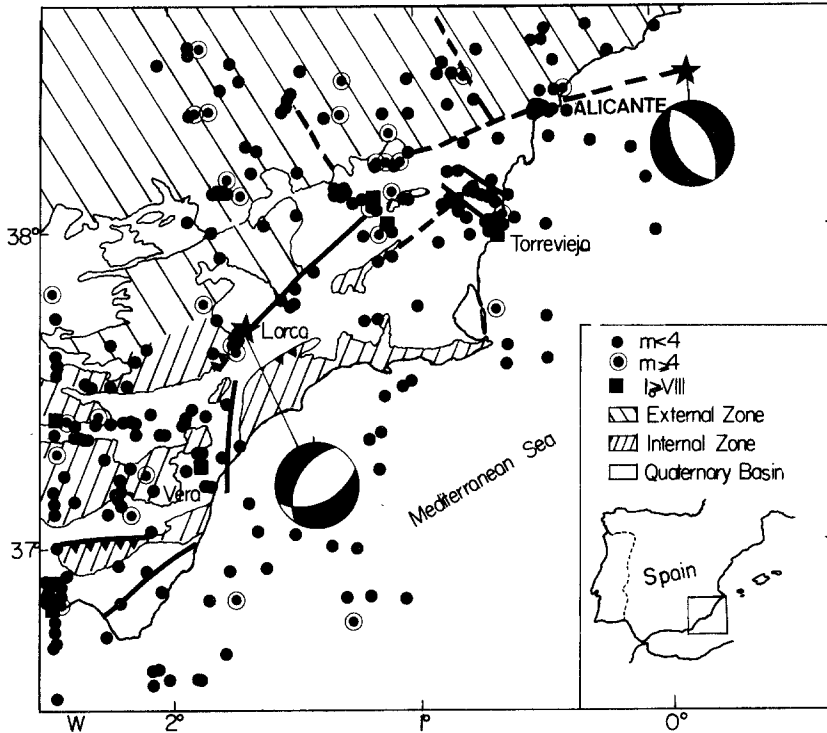 ALICANTE
38°
Torrevieja
Lorca
m<4
m⩾4
I₀⩾VIII
External Zone
Internal Zone
Quaternary Basin
Mediterranean Sea
Vera
37°
Spain
W
2°
1°
0°